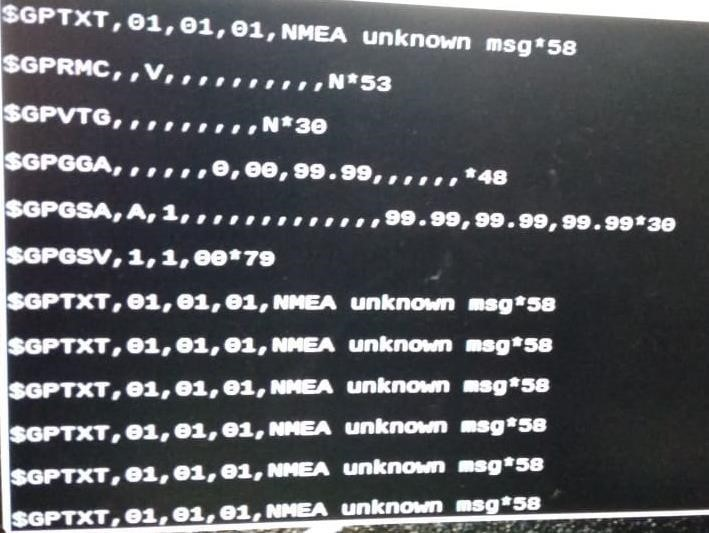 $GPTXT,01,01,01,NMEA unknown msg*58
$GPRMC,,V,,,,,,,,,,N*53
$GPVTG,,,,,,,,,N*30
$GPGGA,,,,,,0,00,99.99,,,,,,*48
$GPGSA,A,1,,,,,,,,,,,,,99.99,99.99,99.99*30
$GPGSV,1,1,00*79
$GPTXT,01,01,01,NMEA unknown msg*58
$GPTXT,01,01,01,NMEA unknown msg*58
$GPTXT,01,01,01,NMEA unknown msg*58
$GPTXT,01,01,01,NMEA unknown msg*58
$GPTXT,01,01,01,NMEA unknown msg*58
$GPTXT,01,01,01,NMEA unknown msg*58